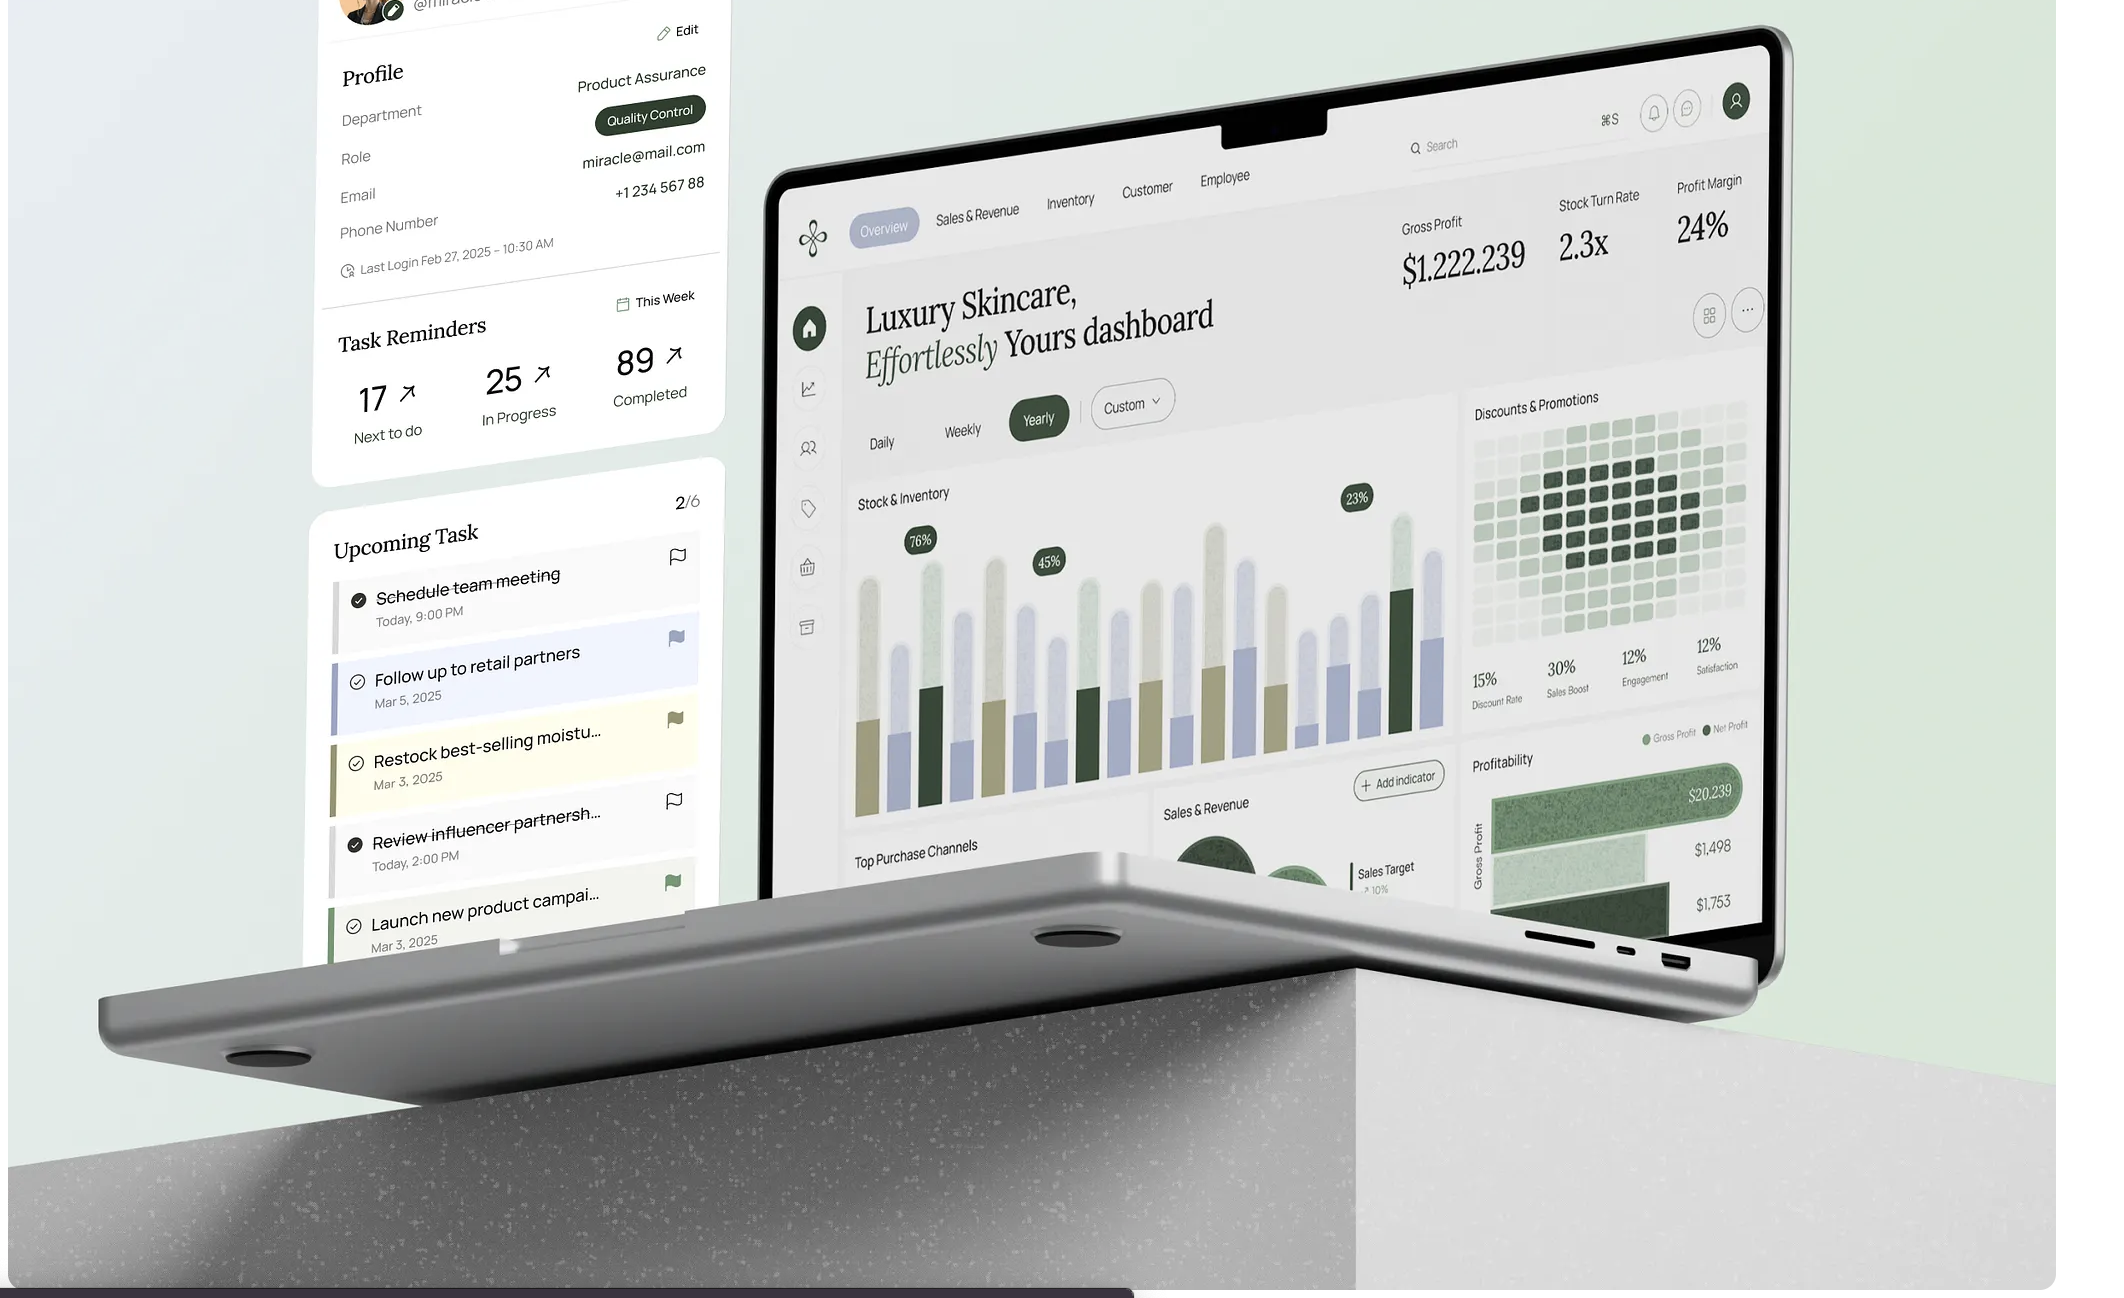 Edit
Profile
Department
Product Assurance
Role
Quality Control
Email
miracle@mail.com
Phone Number
+1 234 567 88
Last Login Feb 27, 2025 – 10:30 AM
Task Reminders
This Week
17
Next to do
25
In Progress
89
Completed
Upcoming Task
2/6
Schedule team meeting
Today, 9:00 PM
Follow up to retail partners
Mar 5, 2025
Restock best-selling moistu...
Mar 3, 2025
Review influencer partnersh...
Today, 2:00 PM
Launch new product campai...
Mar 3, 2025
Overview
Sales & Revenue
Inventory
Customer
Employee
Search
⌘S
Luxury Skincare,
Effortlessly Yours dashboard
Gross Profit
$1.222.239
Stock Turn Rate
2.3x
Profit Margin
24%
Daily
Weekly
Yearly
Custom
Stock & Inventory
76%
45%
23%
Discounts & Promotions
15%
Discount Rate
30%
Sales Boost
12%
Engagement
12%
Satisfaction
Top Purchase Channels
Sales & Revenue
Add indicator
Sales Target
10%
Profitability
Gross Profit
Net Profit
Gross Profit
$20.239
$1,498
$1,753